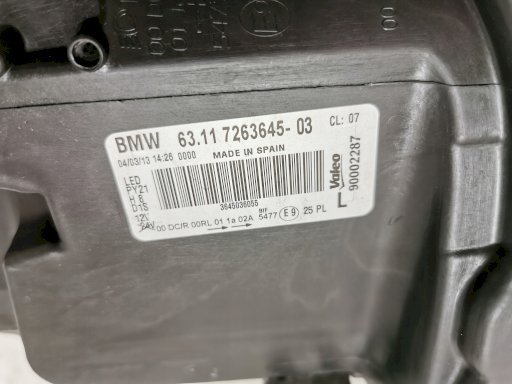 BMW 63.11 7263645-03
CL: 07
04/03/13 14:26 0000 MADE IN SPAIN
LED
PY21
H 8
D1S
12V
24V
3645036055
Valeo
90002287
L
00 DC/R 00RL 01 1a 02A 5477 E9 25 PL